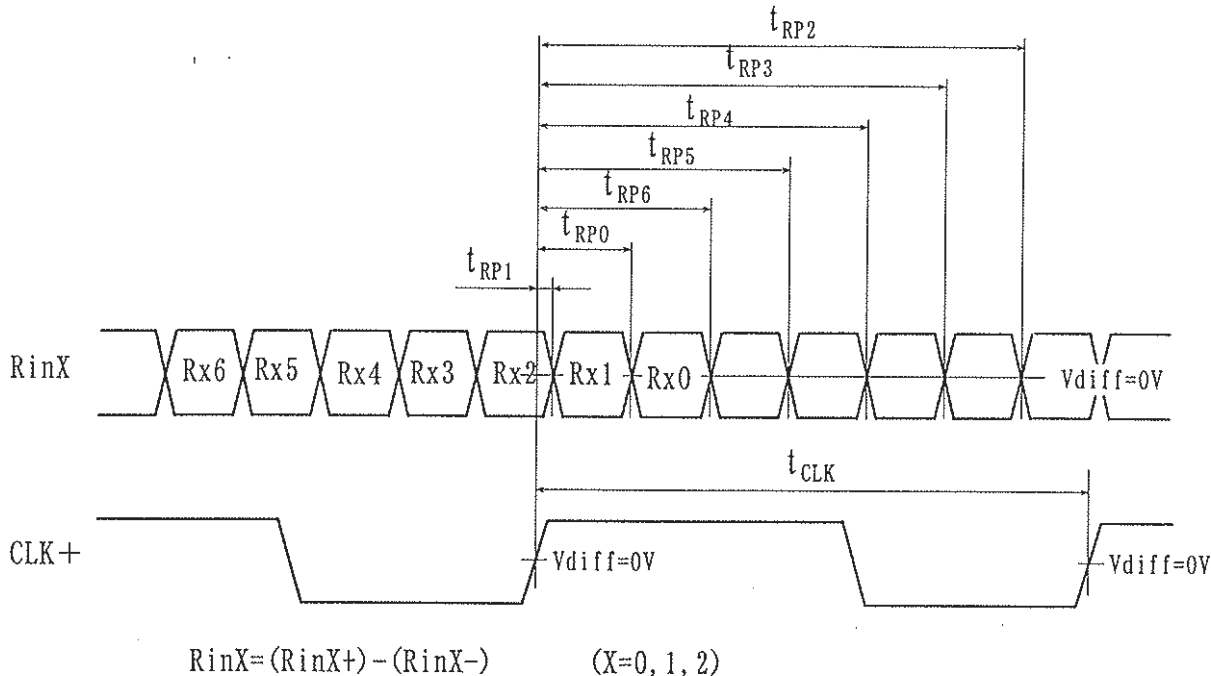 tRP2
tRP3
tRP4
tRP5
tRP6
tRP0
tRP1
RinX Rx6 Rx5 Rx4 Rx3 Rx2 Rx1 Rx0 Vdiff=0V
tCLK
CLK+ Vdiff=0V Vdiff=0V
RinX=(RinX+)-(RinX-) (X=0,1,2)